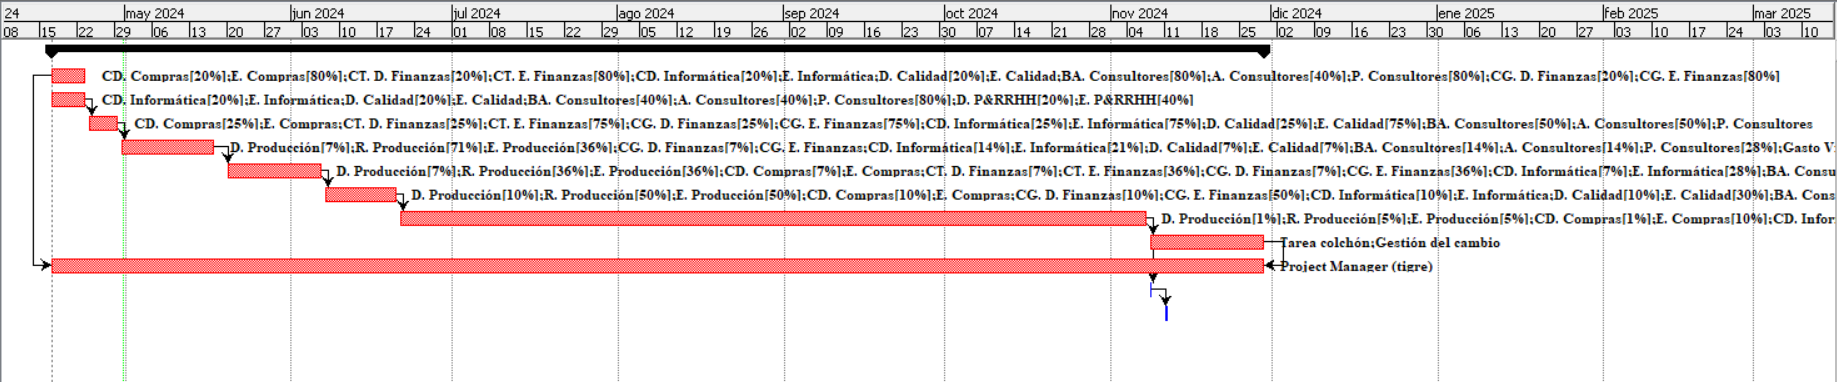 24 may 2024 jun 2024 jul 2024 ago 2024 sep 2024 oct 2024 nov 2024 dic 2024 ene 2025 feb 2025 mar 2025
08 15 22 29 06 13 20 27 03 10 17 24 01 08 15 22 29 05 12 19 26 02 09 16 23 30 07 14 21 28 04 11 18 25 02 09 16 23 30 06 13 20 27 03 10 17 24 03 10
CD. Compras[20%];E. Compras[80%];CT. D. Finanzas[20%];CT. E. Finanzas[80%];CD. Informática[20%];E. Informática;D. Calidad[20%];E. Calidad;BA. Consultores[80%];A. Consultores[40%];P. Consultores[80%];CG. D. Finanzas[20%];CG. E. Finanzas[80%]
CD. Informática[20%];E. Informática;D. Calidad[20%];E. Calidad;BA. Consultores[40%];A. Consultores[40%];P. Consultores[80%];D. P&RRHH[20%];E. P&RRHH[40%]
CD. Compras[25%];E. Compras;CT. D. Finanzas[25%];CT. E. Finanzas[75%];CG. D. Finanzas[25%];CG. E. Finanzas[75%];CD. Informática[25%];E. Informática[75%];D. Calidad[25%];E. Calidad[75%];BA. Consultores[50%];A. Consultores[50%];P. Consultores
D. Producción[7%];R. Producción[71%];E. Producción[36%];CG. D. Finanzas[7%];CG. E. Finanzas;CD. Informática[14%];E. Informática[21%];D. Calidad[7%];E. Calidad[7%];BA. Consultores[14%];A. Consultores[14%];P. Consultores[28%];Gasto V
D. Producción[7%];R. Producción[36%];E. Producción[36%];CD. Compras[7%];E. Compras;CT. D. Finanzas[7%];CT. E. Finanzas[36%];CG. D. Finanzas[7%];CG. E. Finanzas[36%];CD. Informática[7%];E. Informática[28%];BA. Consu
D. Producción[10%];R. Producción[50%];E. Producción[50%];CD. Compras[10%];E. Compras;CG. D. Finanzas[10%];CG. E. Finanzas[50%];CD. Informática[10%];E. Informática;D. Calidad[10%];E. Calidad[30%];BA. Cons
D. Producción[1%];R. Producción[5%];E. Producción[5%];CD. Compras[1%];E. Compras[10%];CD. Infor
Tarea colchón;Gestión del cambio
Project Manager (tigre)